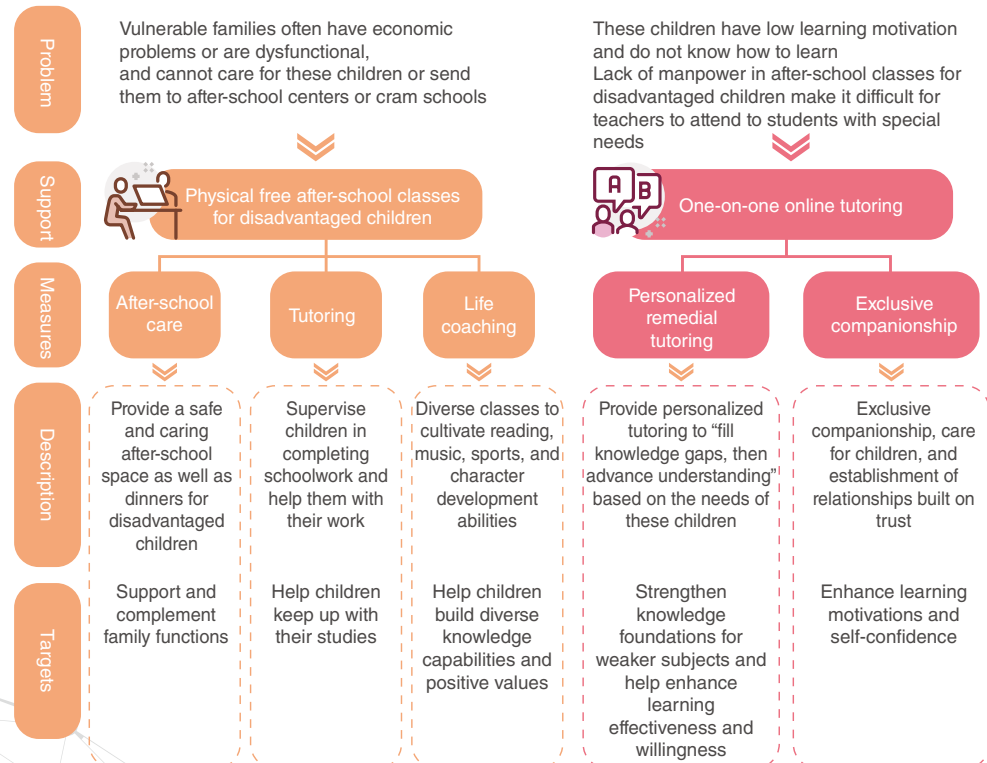 Problem
Vulnerable families often have economic
problems or are dysfunctional,
and cannot care for these children or send
them to after-school centers or cram schools
These children have low learning motivation
and do not know how to learn
Lack of manpower in after-school classes for
disadvantaged children make it difficult for
teachers to attend to students with special
needs
Support
Physical free after-school classes
for disadvantaged children
A B
One-on-one online tutoring
Measures
After-school
care
Tutoring
Life
coaching
Personalized
remedial
tutoring
Exclusive
companionship
Description
Provide a safe
and caring
after-school
space as well as
dinners for
disadvantaged
children
Supervise
children in
completing
schoolwork and
help them with
their work
Diverse classes to
cultivate reading,
music, sports, and
character
development
abilities
Provide personalized
tutoring to “fill
knowledge gaps, then
advance understanding”
based on the needs of
these children
Exclusive
companionship, care
for children, and
establishment of
relationships built on
trust
Targets
Support and
complement
family functions
Help children
keep up with
their studies
Help children
build diverse
knowledge
capabilities and
positive values
Strengthen
knowledge
foundations for
weaker subjects and
help enhance
learning
effectiveness and
willingness
Enhance learning
motivations and
self-confidence